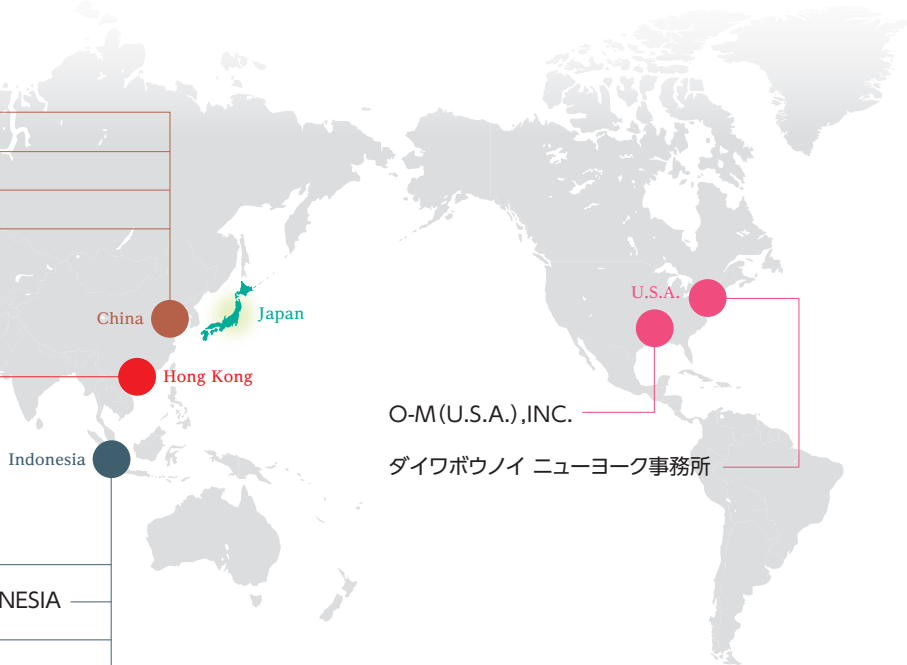 U.S.A.
China
Japan
Hong Kong
O-M(U.S.A.),INC.
Indonesia
ダイワボウノイ ニューヨーク事務所
NESIA